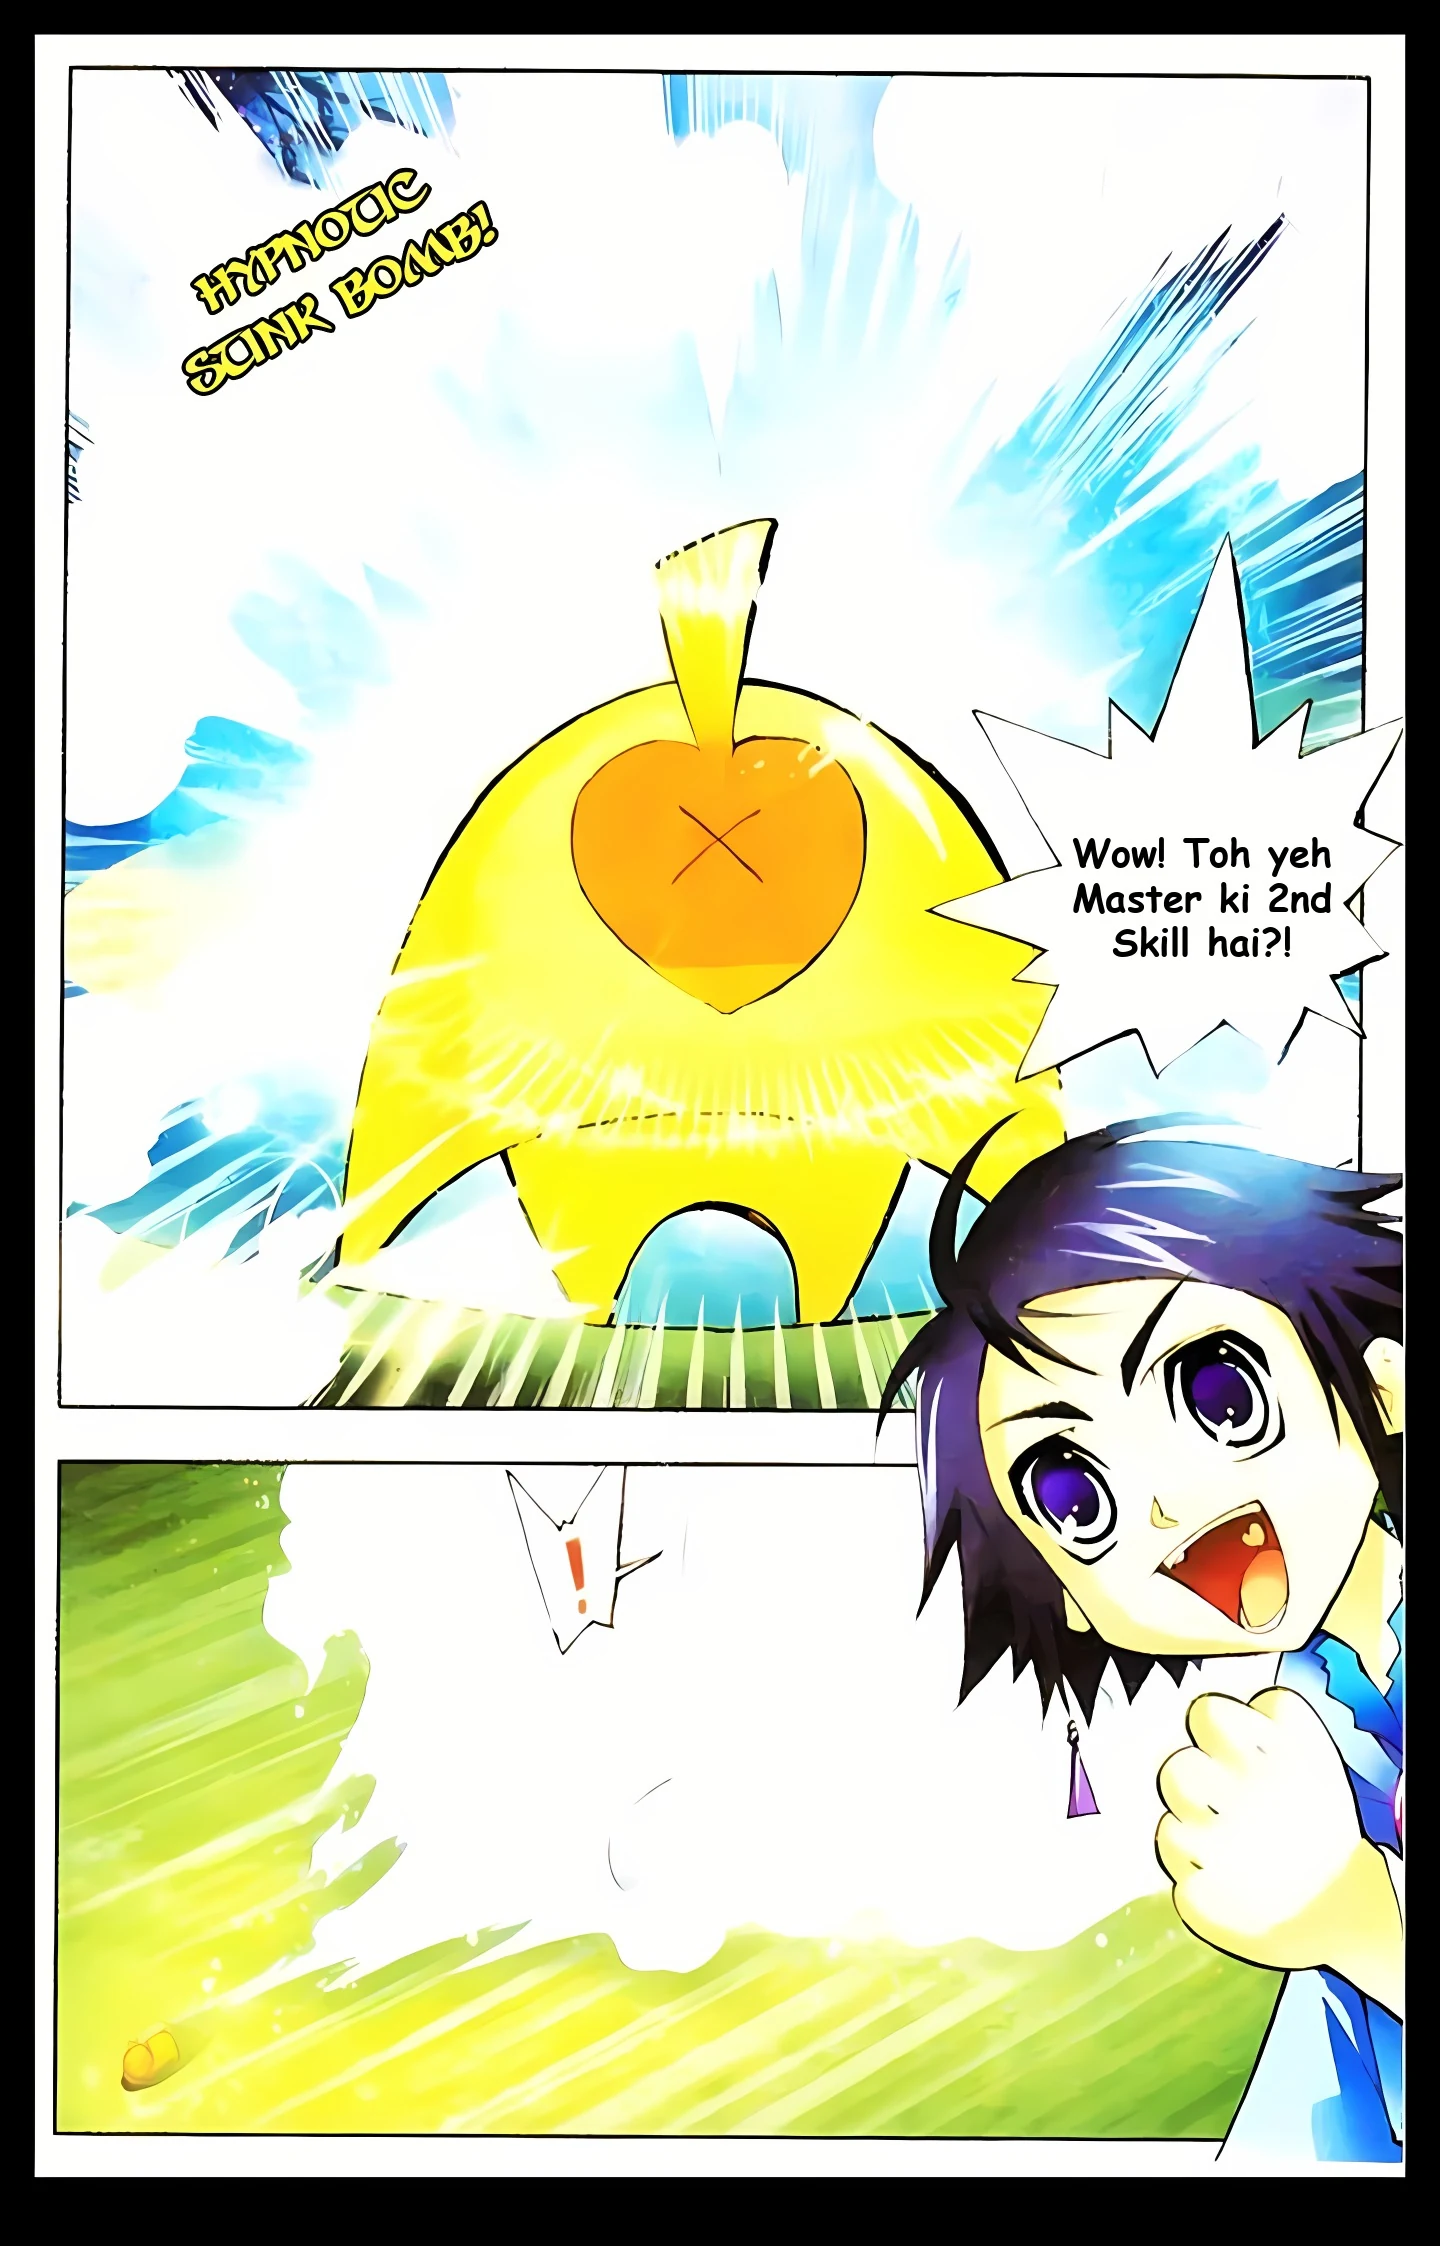 HYPNOTIC
STINK BOMB!
Wow! Toh yeh
Master ki 2nd
Skill hai?!
!